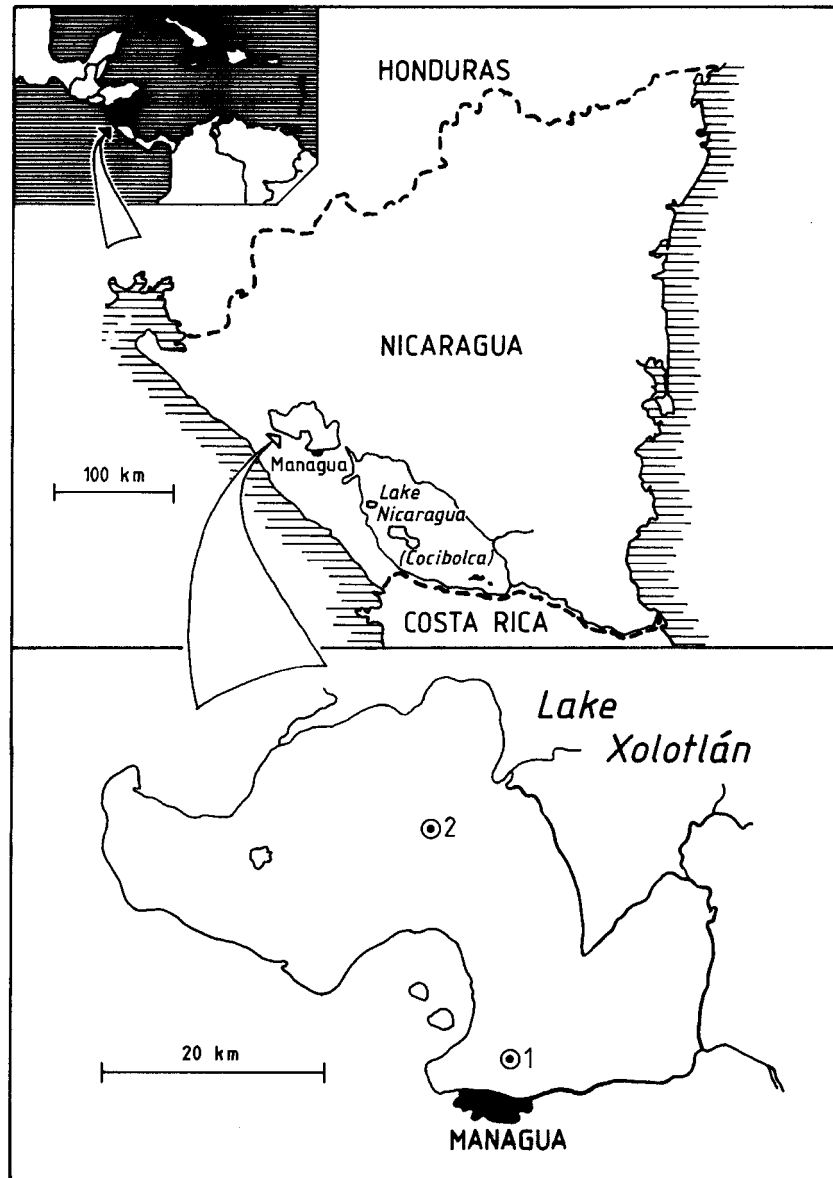 HONDURAS
NICARAGUA
100 km
Managua
Lake
Nicaragua
(Cocibolca)
COSTA RICA
Lake
Xolotlán
2
20 km
1
MANAGUA